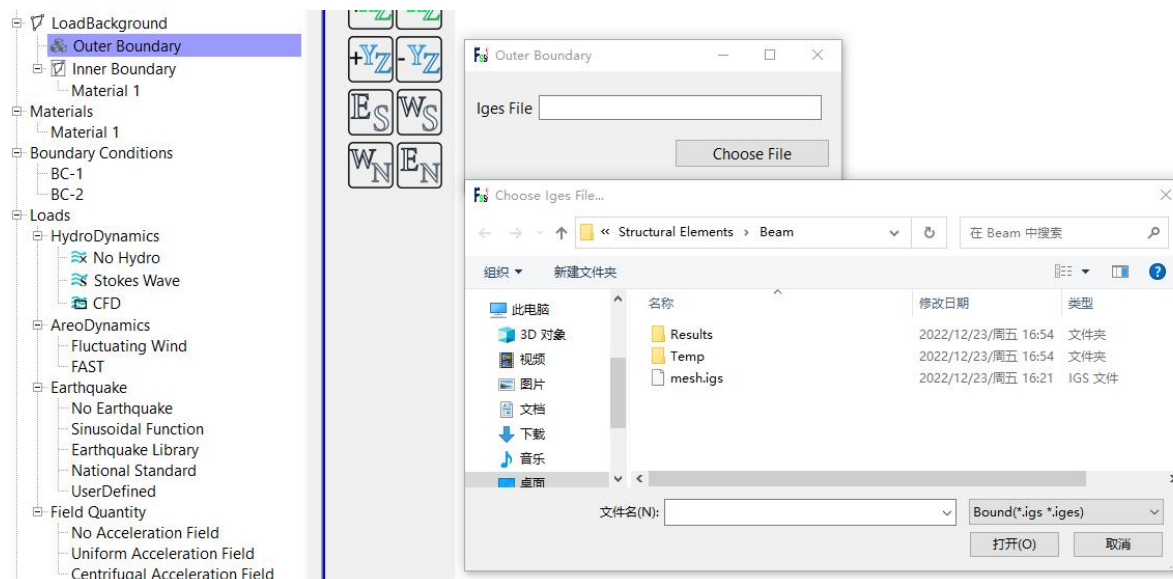 LoadBackground
Outer Boundary
Inner Boundary
Material 1
Materials
Material 1
Boundary Conditions
BC-1
BC-2
Loads
HydroDynamics
No Hydro
Stokes Wave
CFD
AreoDynamics
Fluctuating Wind
FAST
Earthquake
No Earthquake
Sinusoidal Function
Earthquake Library
National Standard
UserDefined
Field Quantity
No Acceleration Field
Uniform Acceleration Field
Centrifugal Acceleration Field
+YZ -YZ
ES WS
WN EN
Outer Boundary
Iges File
Choose File
Choose Iges File...
« Structural Elements > Beam
在 Beam 中搜索
组织 新建文件夹
此电脑
3D 对象
视频
图片
文档
下载
音乐
桌面
名称 修改日期 类型
Results 2022/12/23/周五 16:54 文件夹
Temp 2022/12/23/周五 16:54 文件夹
mesh.igs 2022/12/23/周五 16:21 IGS 文件
文件名(N): Bound(*.igs *.iges)
打开(O) 取消